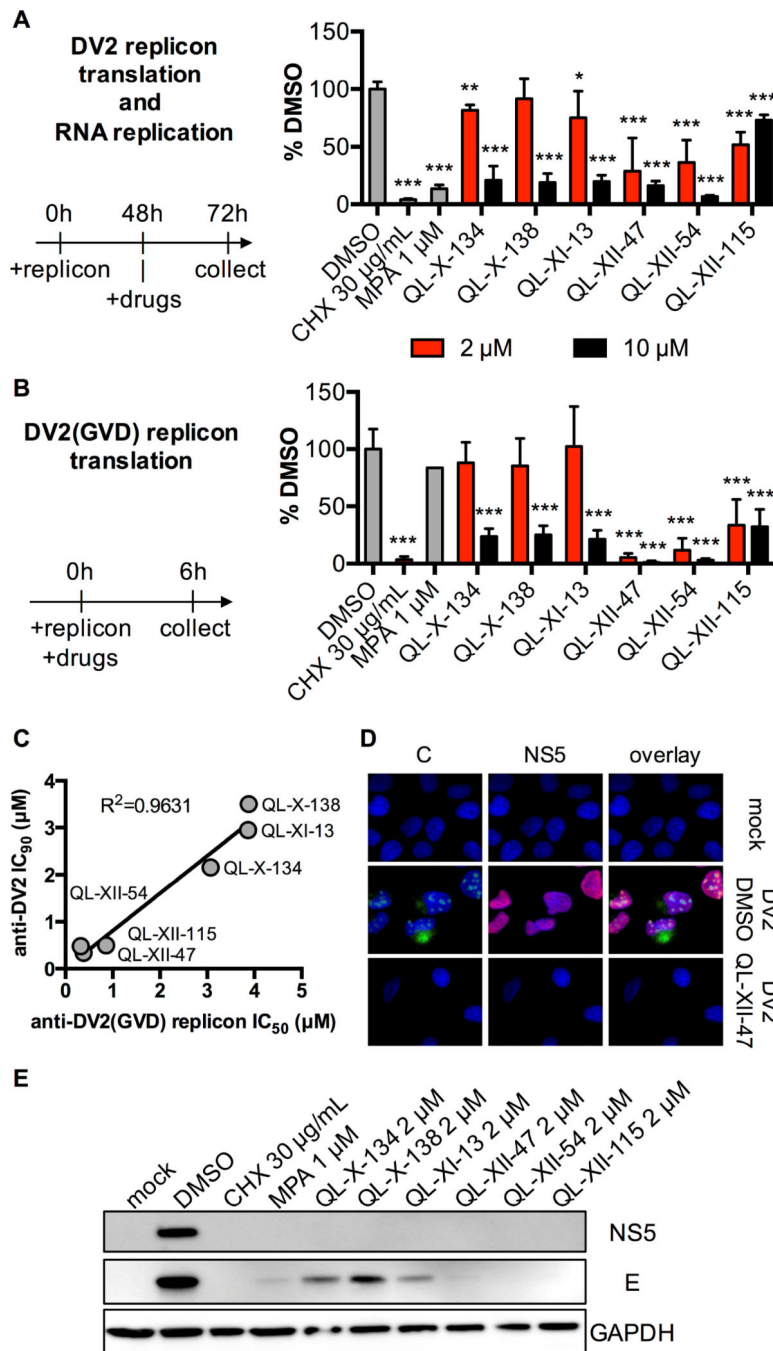 A
DV2 replicon
translation
and
RNA replication
0h 48h 72h
+replicon collect
+drugs
% DMSO
150
100
50
0
*** *** ** *** *** * *** *** *** *** *** *** ***
DMSO
CHX 30 µg/mL
MPA 1 µM
QL-X-134
QL-X-138
QL-XI-13
QL-XII-47
QL-XII-54
QL-XII-115
2 µM 10 µM
B
DV2(GVD) replicon
translation
0h 6h
+replicon collect
+drugs
% DMSO
150
100
50
0
*** *** *** *** *** *** *** *** *** ***
DMSO
CHX 30 µg/mL
MPA 1 µM
QL-X-134
QL-X-138
QL-XI-13
QL-XII-47
QL-XII-54
QL-XII-115
C
anti-DV2 IC90 (µM)
4
3
2
1
0
R²=0.9631
QL-X-138
QL-XI-13
QL-X-134
QL-XII-54
QL-XII-115
QL-XII-47
0 1 2 3 4 5
anti-DV2(GVD) replicon IC50 (µM)
D
C NS5 overlay
mock
DV2
DMSO
DV2
QL-XII-47
E
mock
DMSO
CHX 30 µg/mL
MPA 1 µM
QL-X-134 2 µM
QL-X-138 2 µM
QL-XI-13 2 µM
QL-XII-47 2 µM
QL-XII-54 2 µM
QL-XII-115 2 µM
NS5
E
GAPDH